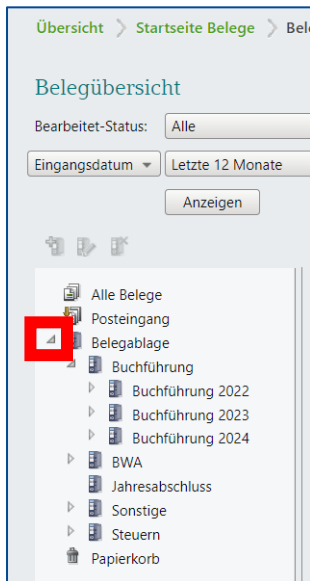 Übersicht > Startseite Belege >
Belegübersicht
Bearbeitet-Status: Alle
Eingangsdatum Letzte 12 Monate
Anzeigen
Alle Belege
Posteingang
Belegablage
Buchführung
Buchführung 2022
Buchführung 2023
Buchführung 2024
BWA
Jahresabschluss
Sonstige
Steuern
Papierkorb